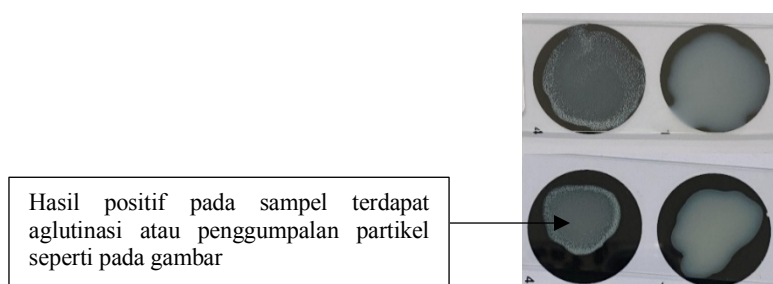 Hasil positif pada sampel terdapat
aglutinasi atau penggumpalan partikel
seperti pada gambar